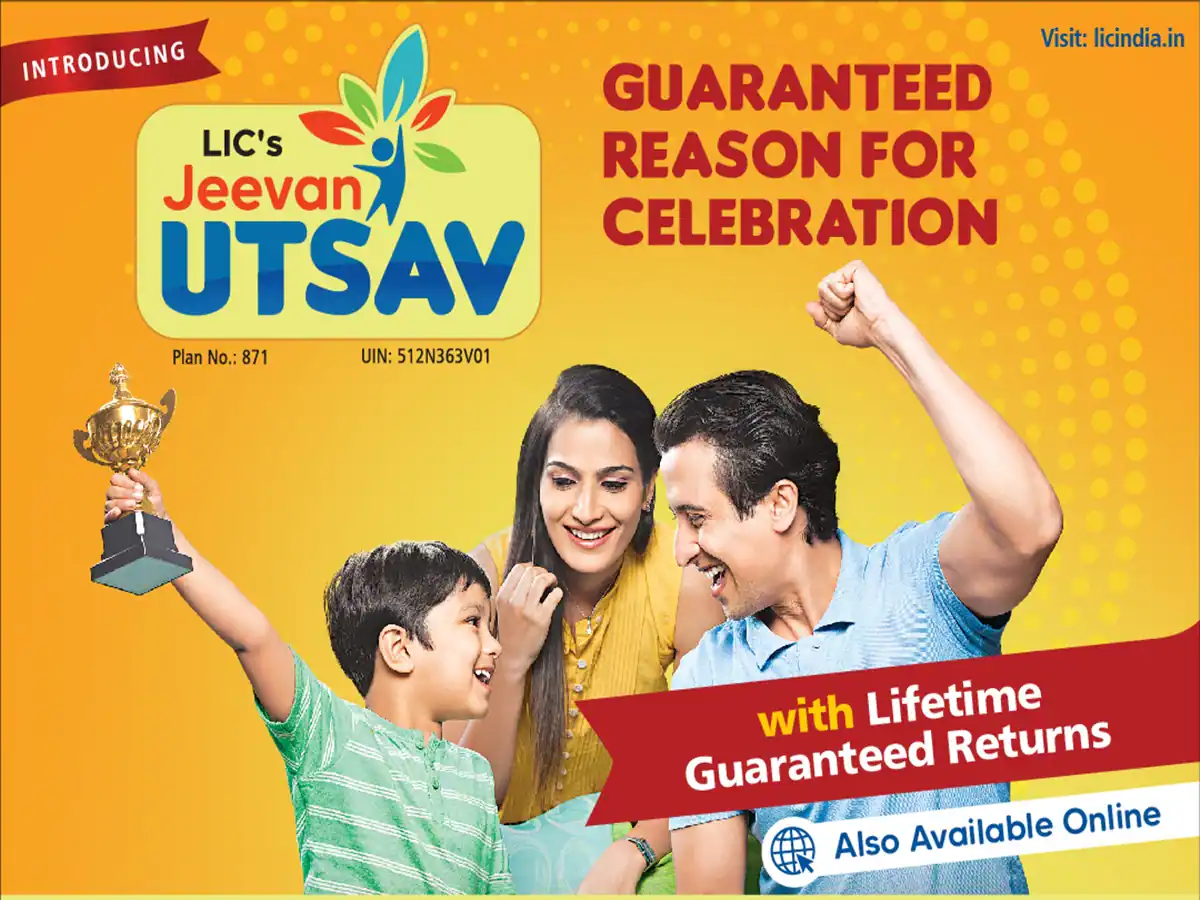 INTRODUCING
Visit: licindia.in
LIC's
Jeevan
UTSAV
GUARANTEED
REASON FOR
CELEBRATION
Plan No.: 871
UIN: 512N363V01
with Lifetime
Guaranteed Returns
Also Available Online